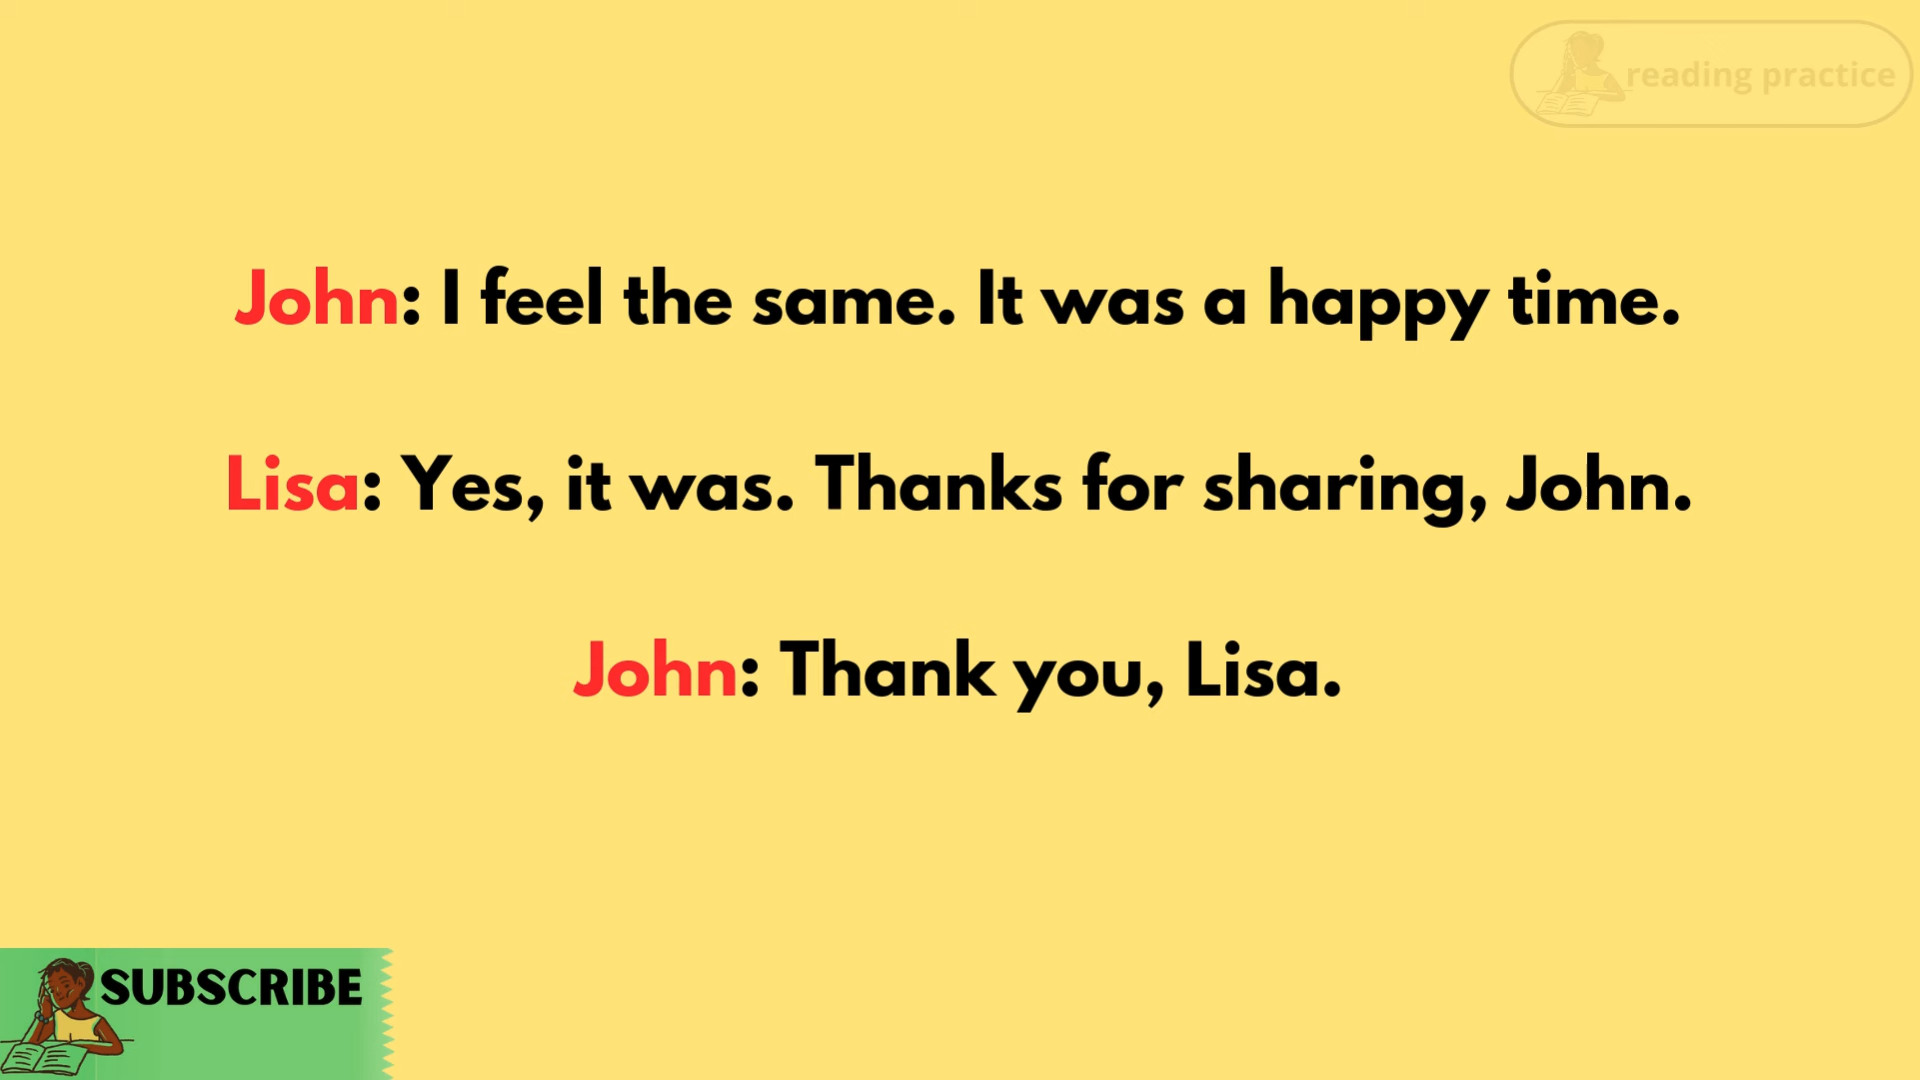 reading practice
John: I feel the same. It was a happy time.
Lisa: Yes, it was. Thanks for sharing, John.
John: Thank you, Lisa.
SUBSCRIBE